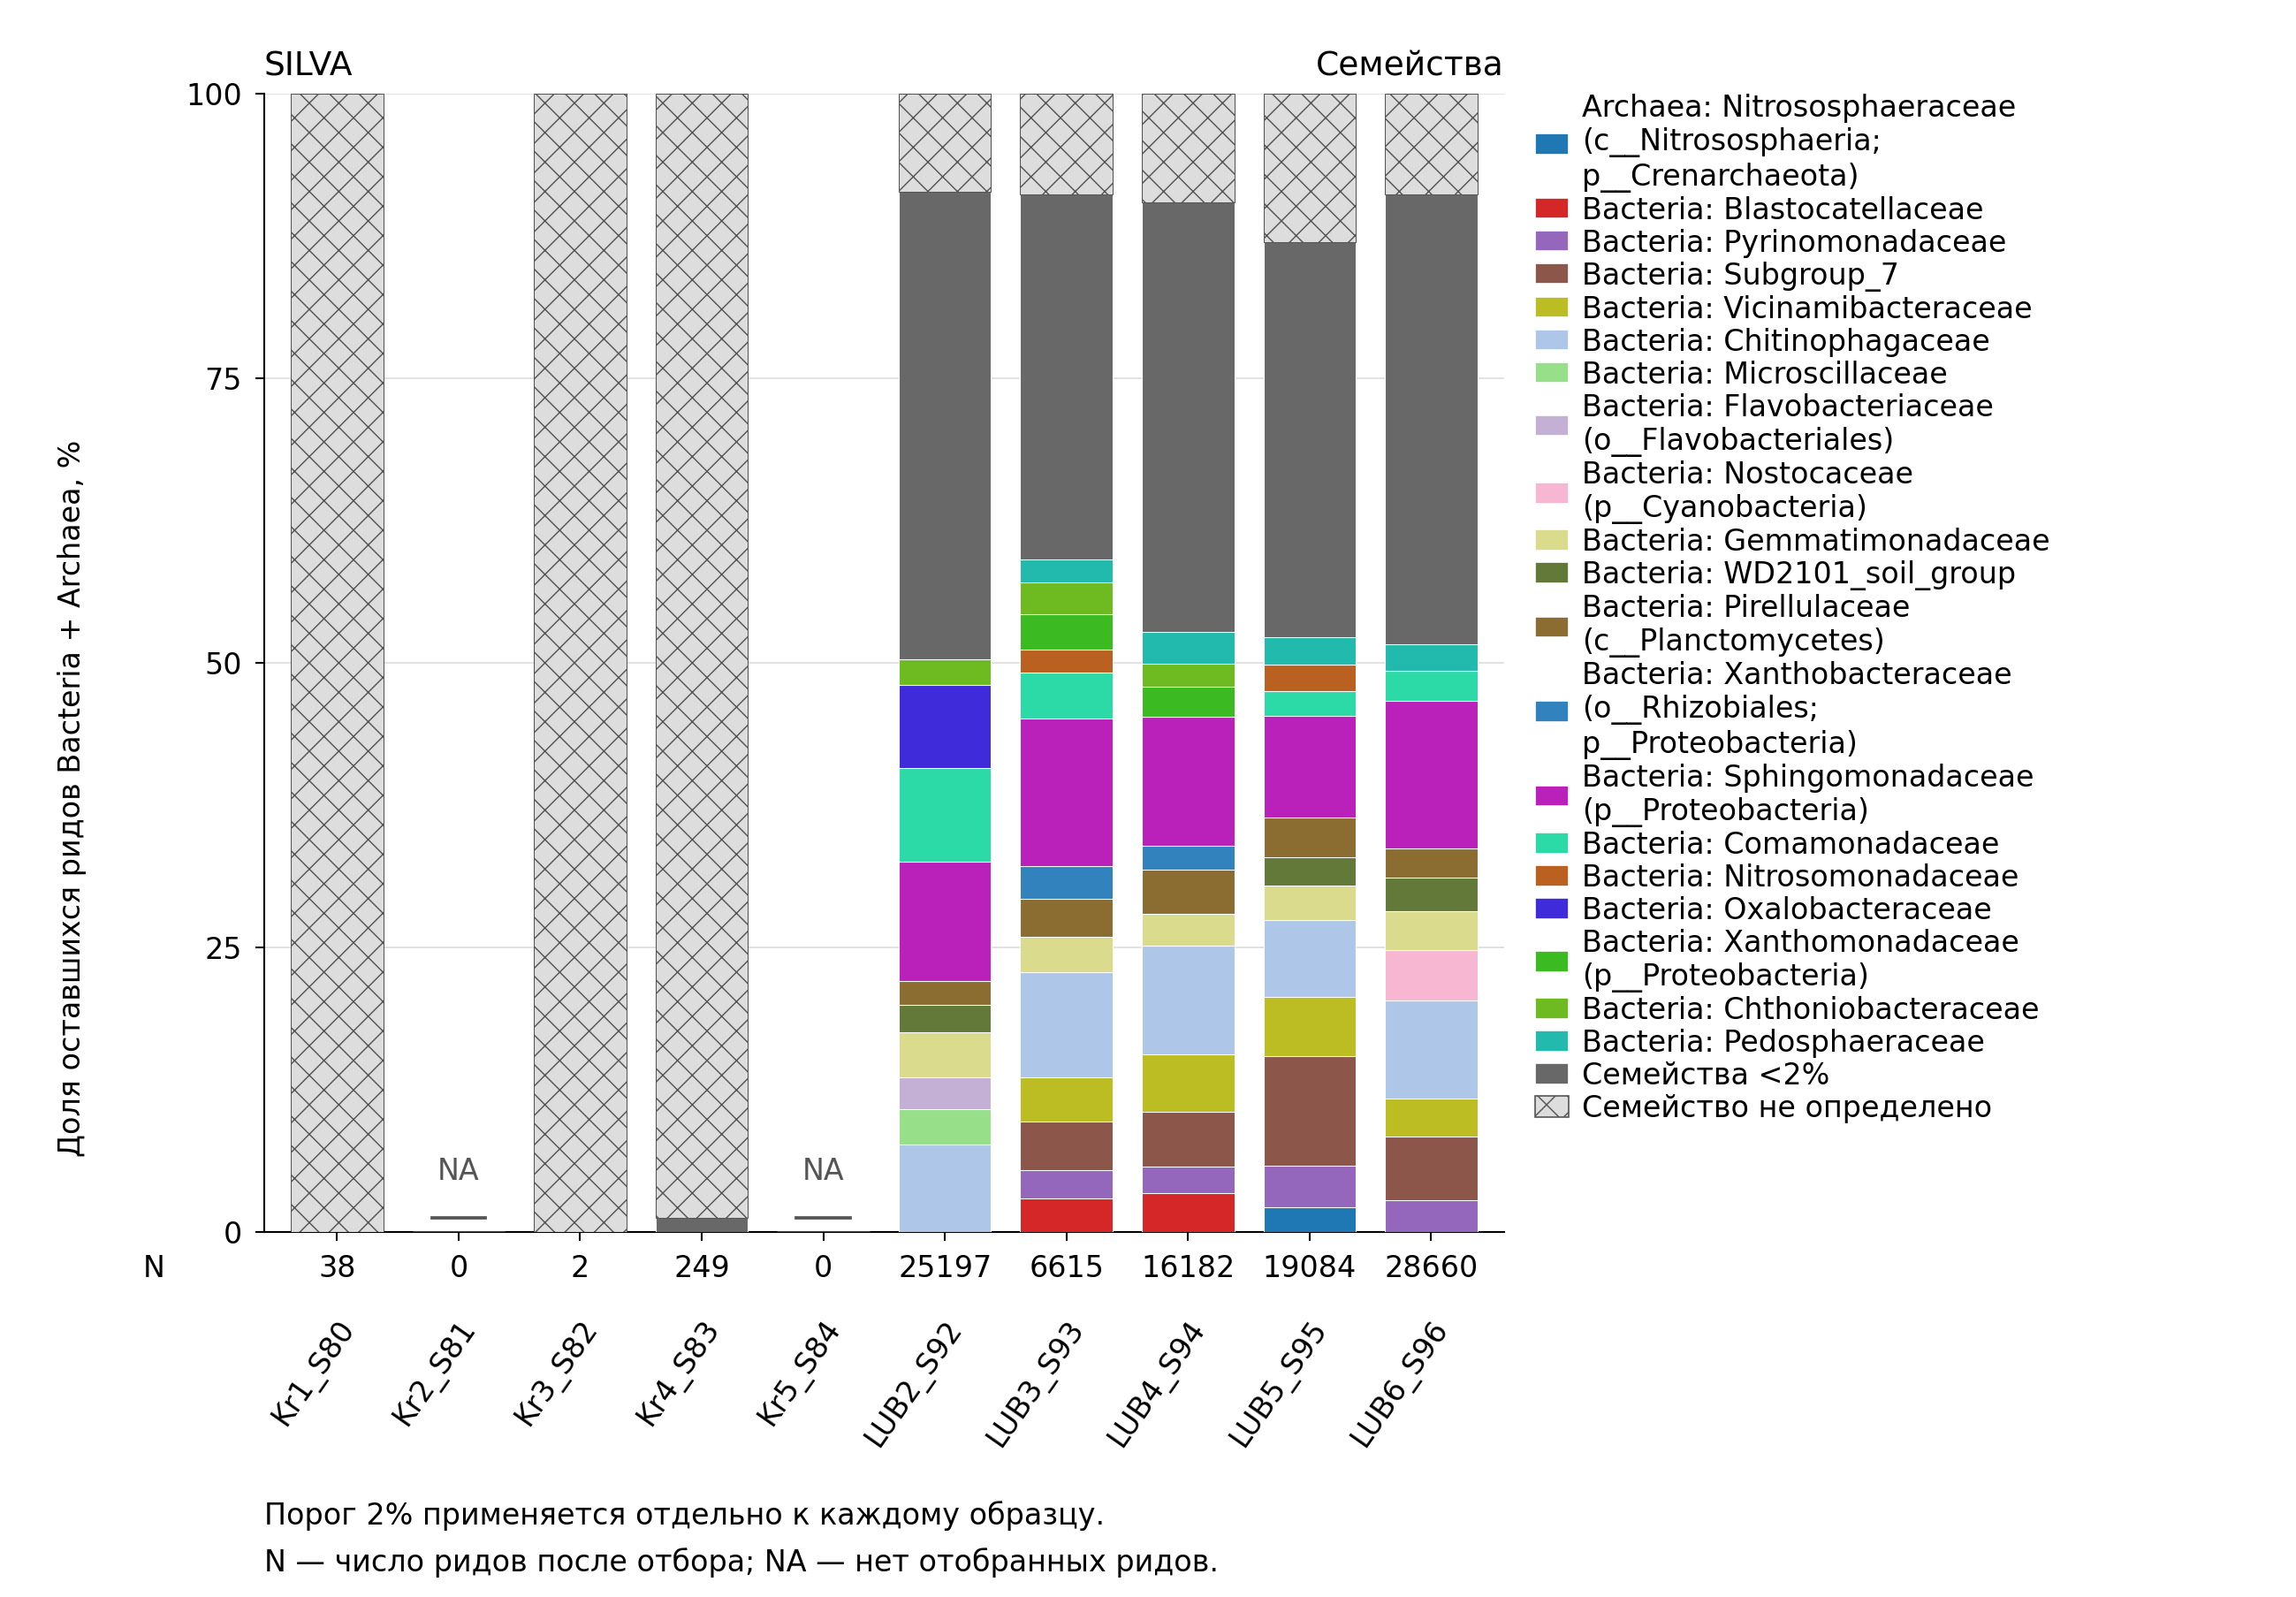 SILVA
Семейства
Доля оставшихся ридов Bacteria + Archaea, %
100
75
50
25
0
NA
NA
N
38
0
2
249
0
25197
6615
16182
19084
28660
Kr1_S80
Kr2_S81
Kr3_S82
Kr4_S83
Kr5_S84
LUB2_S92
LUB3_S93
LUB4_S94
LUB5_S95
LUB6_S96
Archaea: Nitrososphaeraceae
(c__Nitrososphaeria;
p__Crenarchaeota)
Bacteria: Blastocatellaceae
Bacteria: Pyrinomonadaceae
Bacteria: Subgroup_7
Bacteria: Vicinamibacteraceae
Bacteria: Chitinophagaceae
Bacteria: Microscillaceae
Bacteria: Flavobacteriaceae
(o__Flavobacteriales)
Bacteria: Nostocaceae
(p__Cyanobacteria)
Bacteria: Gemmatimonadaceae
Bacteria: WD2101_soil_group
Bacteria: Pirellulaceae
(c__Planctomycetes)
Bacteria: Xanthobacteraceae
(o__Rhizobiales;
p__Proteobacteria)
Bacteria: Sphingomonadaceae
(p__Proteobacteria)
Bacteria: Comamonadaceae
Bacteria: Nitrosomonadaceae
Bacteria: Oxalobacteraceae
Bacteria: Xanthomonadaceae
(p__Proteobacteria)
Bacteria: Chthoniobacteraceae
Bacteria: Pedosphaeraceae
Семейства <2%
Семейство не определено
Порог 2% применяется отдельно к каждому образцу.
N — число ридов после отбора; NA — нет отобранных ридов.